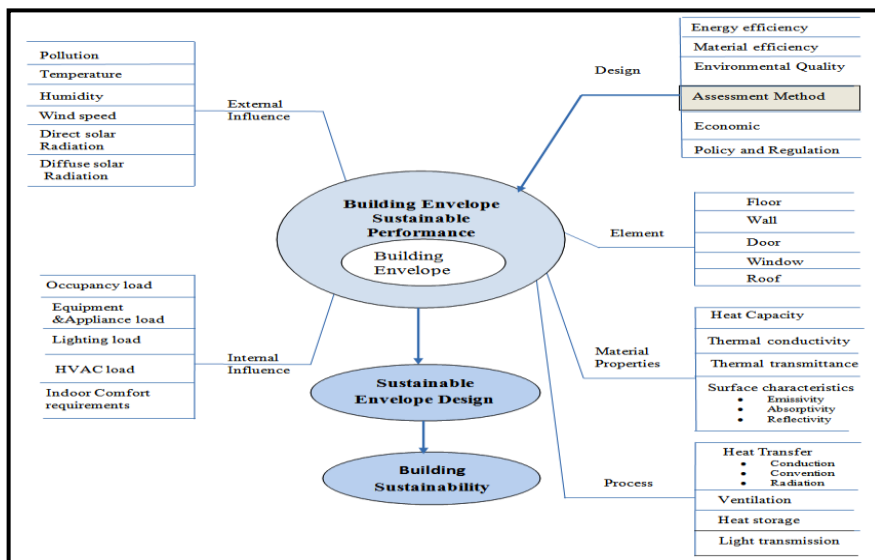 Pollution
Temperature
Humidity
Wind speed
Direct solar
Radiation
Diffuse solar
Radiation
External
Influence
Design
Energy efficiency
Material efficiency
Environmental Quality
Assessment Method
Economic
Policy and Regulation
Building Envelope
Sustainable
Performance
Building
Envelope
Element
Floor
Wall
Door
Window
Roof
Occupancy load
Equipment
&Appliance load
Lighting load
HVAC load
Indoor Comfort
requirements
Internal
Influence
Material
Properties
Heat Capacity
Thermal conductivity
Thermal transmittance
Surface characteristics
• Emissivity
• Absorptivity
• Reflectivity
Sustainable
Envelope Design
Building
Sustainability
Process
Heat Transfer
• Conduction
• Convention
• Radiation
Ventilation
Heat storage
Light transmission